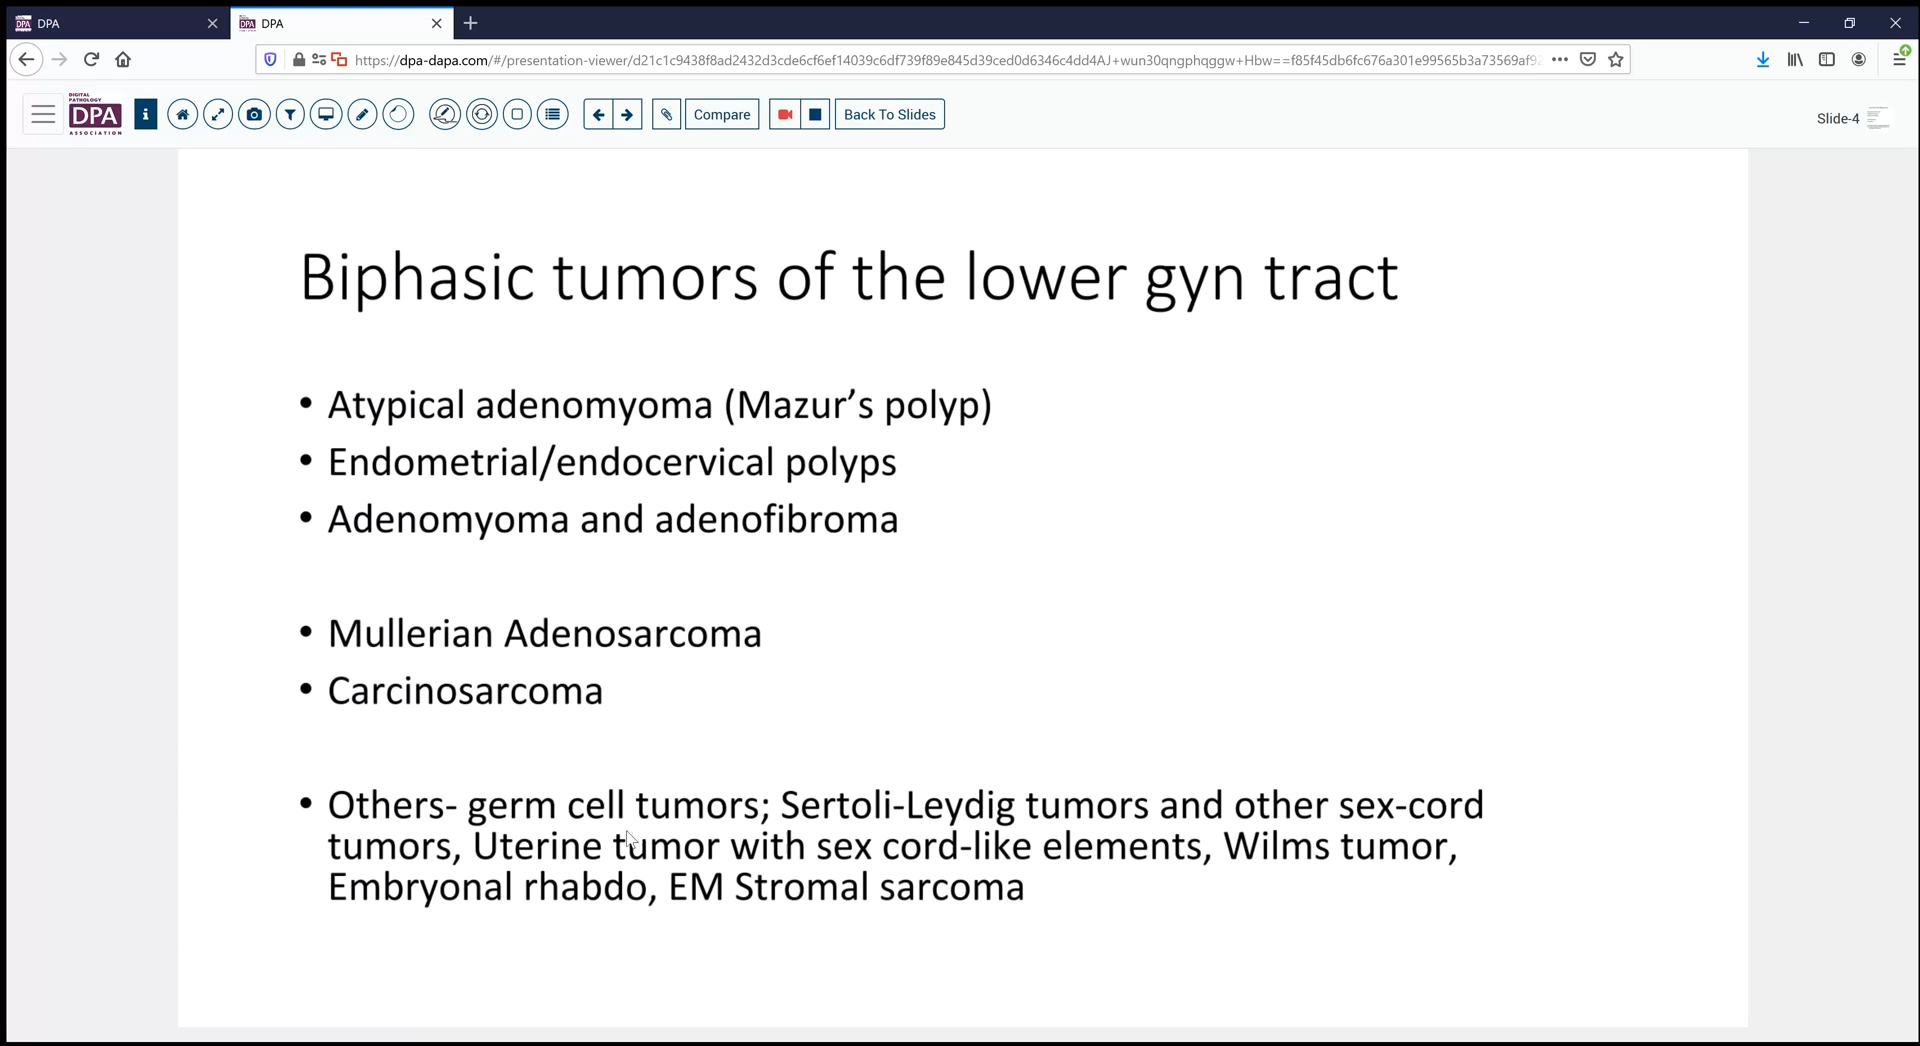 DPA
DPA
https://dpa-dapa.com/#/presentation-viewer/d21c1c9438f8ad2432d3cde6cf6ef14039c6df739f89e845d39ced0d6346c4dd4AJ+wun30qngphqggw+Hbw==f85f45db6fc676a301e99565b3a73569af9
DIGITAL
PATHOLOGY
DPA
ASSOCIATION
i
Compare
Back To Slides
Slide-4
Biphasic tumors of the lower gyn tract
• Atypical adenomyoma (Mazur’s polyp)
• Endometrial/endocervical polyps
• Adenomyoma and adenofibroma
• Mullerian Adenosarcoma
• Carcinosarcoma
• Others- germ cell tumors; Sertoli-Leydig tumors and other sex-cord
tumors, Uterine tumor with sex cord-like elements, Wilms tumor,
Embryonal rhabdo, EM Stromal sarcoma